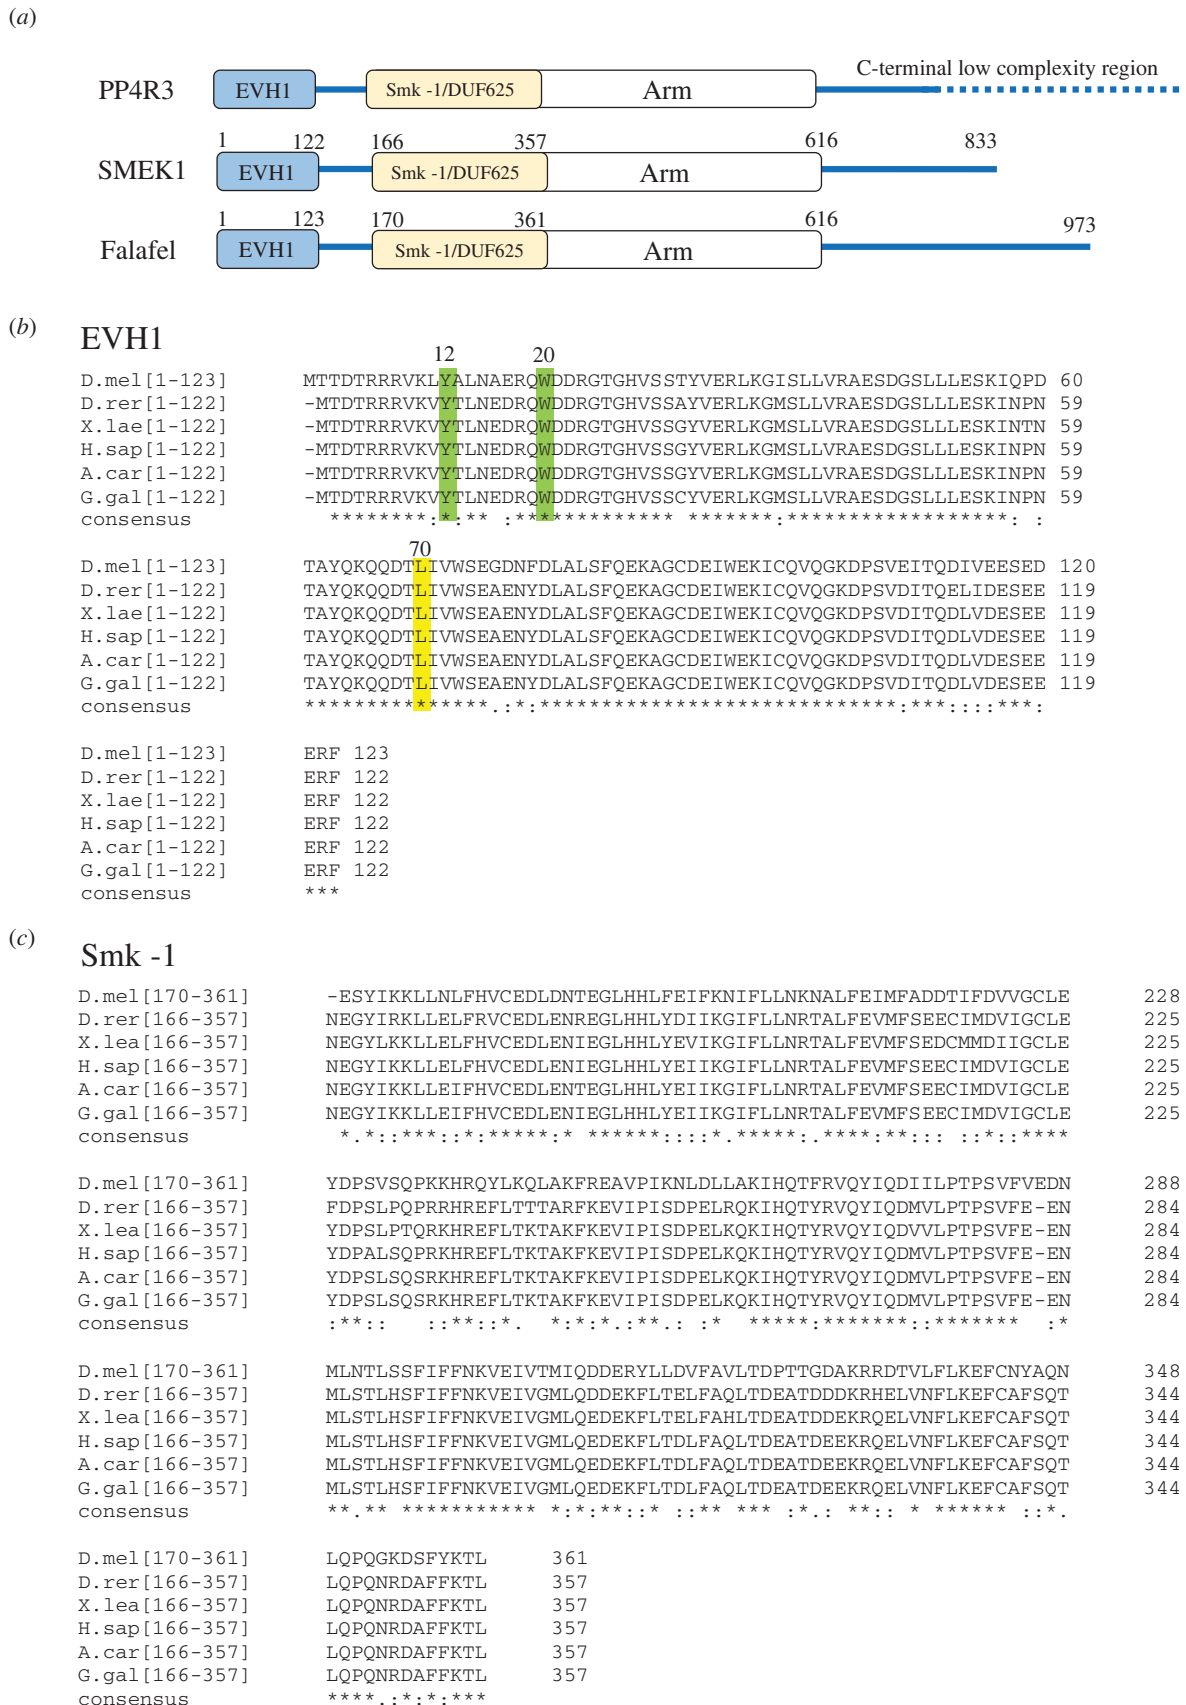 (a)
C-terminal low complexity region
PP4R3 EVH1 Smk -1/DUF625 Arm
1 122 166 357 616 833
SMEK1 EVH1 Smk -1/DUF625 Arm
1 123 170 361 616 973
Falafel EVH1 Smk -1/DUF625 Arm
(b) EVH1
12 20
D.mel[1-123] MTTDTRRRVKLYALNAERQWDDRGTGHVSSTYVERLKGISLLVRAESDGSLLLESKIQPD 60
D.rer[1-122] -MTDTRRRVKVYTLNEDRQWDDRGTGHVSSAYVERLKGMSLLVRAESDGSLLLESKINPN 59
X.lae[1-122] -MTDTRRRVKVYTLNEDRQWDDRGTGHVSSGYVERLKGMSLLVRAESDGSLLLESKINTN 59
H.sap[1-122] -MTDTRRRVKVYTLNEDRQWDDRGTGHVSSGYVERLKGMSLLVRAESDGSLLLESKINPN 59
A.car[1-122] -MTDTRRRVKVYTLNEDRQWDDRGTGHVSSGYVERLKGMSLLVRAESDGSLLLESKINPN 59
G.gal[1-122] -MTDTRRRVKVYTLNEDRQWDDRGTGHVSSCYVERLKGMSLLVRAESDGSLLLESKINPN 59
consensus ********:*:** :************* *******:******************: :
70
D.mel[1-123] TAYQKQQDTLIVWSEGDNFDLALSFQEKAGCDEIWEKICQVQGKDPSVEITQDIVEESED 120
D.rer[1-122] TAYQKQQDTLIVWSEAENYDLALSFQEKAGCDEIWEKICQVQGKDPSVDITQELIDESEE 119
X.lae[1-122] TAYQKQQDTLIVWSEAENYDLALSFQEKAGCDEIWEKICQVQGKDPSVDITQDLVDESEE 119
H.sap[1-122] TAYQKQQDTLIVWSEAENYDLALSFQEKAGCDEIWEKICQVQGKDPSVDITQDLVDESEE 119
A.car[1-122] TAYQKQQDTLIVWSEAENYDLALSFQEKAGCDEIWEKICQVQGKDPSVDITQDLVDESEE 119
G.gal[1-122] TAYQKQQDTLIVWSEAENYDLALSFQEKAGCDEIWEKICQVQGKDPSVDITQDLVDESEE 119
consensus ***************.:*:*****************************:***::::***:
D.mel[1-123] ERF 123
D.rer[1-122] ERF 122
X.lae[1-122] ERF 122
H.sap[1-122] ERF 122
A.car[1-122] ERF 122
G.gal[1-122] ERF 122
consensus ***
(c) Smk -1
D.mel[170-361] -ESYIKKLLNLFHVCEDLDNTEGLHHLFEIFKNIFLLNKNALFEIMFADDTIFDVVGCLE 228
D.rer[166-357] NEGYIRKLLELFRVCEDLENREGLHHLYDIIKGIFLLNRTALFEVMFSEECIMDVIGCLE 225
X.lea[166-357] NEGYLKKLLELFHVCEDLENIEGLHHLYEVIKGIFLLNRTALFEVMFSEDCMMDIIGCLE 225
H.sap[166-357] NEGYIKKLLEIFHVCEDLENIEGLHHLYEIIKGIFLLNRTALFEVMFSEECIMDVIGCLE 225
A.car[166-357] NEGYIKKLLEIFHVCEDLENTEGLHHLYEIIKGIFLLNRTALFEVMFSEECIMDVIGCLE 225
G.gal[166-357] NEGYIKKLLEIFHVCEDLENIEGLHHLYEIIKGIFLLNRTALFEVMFSEECIMDVIGCLE 225
consensus *.*::***::*:*****:* ******::::*.*****:.****:**::: ::*::****
D.mel[170-361] YDPSVSQPKKHRQYLKQLAKFREAVPIKNLDLLAKIHQTFRVQYIQDIILPTPSVFVEDN 288
D.rer[166-357] FDPSLPQPRRHREFLTTTARFKEVIPISDPELRQKIHQTYRVQYIQDMVLPTPSVFE-EN 284
X.lea[166-357] YDPSLPTQRKHREFLTKTAKFKEVIPISDPELKQKIHQTYRVQYIQDVVLPTPSVFE-EN 284
H.sap[166-357] YDPALSQPRKHREFLTKTAKFKEVIPISDPELKQKIHQTYRVQYIQDMVLPTPSVFE-EN 284
A.car[166-357] YDPSLSQSRKHREFLTKTAKFKEVIPISDPELKQKIHQTYRVQYIQDMVLPTPSVFE-EN 284
G.gal[166-357] YDPSLSQSRKHREFLTKTAKFKEVIPISDPELKQKIHQTYRVQYIQDMVLPTPSVFE-EN 284
consensus :**:: ::**::*. *:*:*.:**.: :* *****:*******::******* :*
D.mel[170-361] MLNTLSSFIFFNKVEIVTMIQDDERYLLDVFAVLTDPTTGDAKRRDTVLFLKEFCNYAQN 348
D.rer[166-357] MLSTLHSFIFFNKVEIVGMLQDDEKFLTELFAQLTDEATDDDKRHELVNFLKEFCAFSQT 344
X.lea[166-357] MLSTLHSFIFFNKVEIVGMLQEDEKFLTELFAHLTDEATDDEKRQELVNFLKEFCAFSQT 344
H.sap[166-357] MLSTLHSFIFFNKVEIVGMLQEDEKFLTDLFAQLTDEATDEEKRQELVNFLKEFCAFSQT 344
A.car[166-357] MLSTLHSFIFFNKVEIVGMLQEDEKFLTDLFAQLTDEATDEEKRQELVNFLKEFCAFSQT 344
G.gal[166-357] MLSTLHSFIFFNKVEIVGMLQEDEKFLTDLFAQLTDEATDEEKRQELVNFLKEFCAFSQT 344
consensus **.** *********** *:*:**::* ::** *** :*.: **:: * ****** ::*.
D.mel[170-361] LQPQGKDSFYKTL 361
D.rer[166-357] LQPQNRDAFFKTL 357
X.lea[166-357] LQPQNRDAFFKTL 357
H.sap[166-357] LQPQNRDAFFKTL 357
A.car[166-357] LQPQNRDAFFKTL 357
G.gal[166-357] LQPQNRDAFFKTL 357
consensus ****.:*:*:***